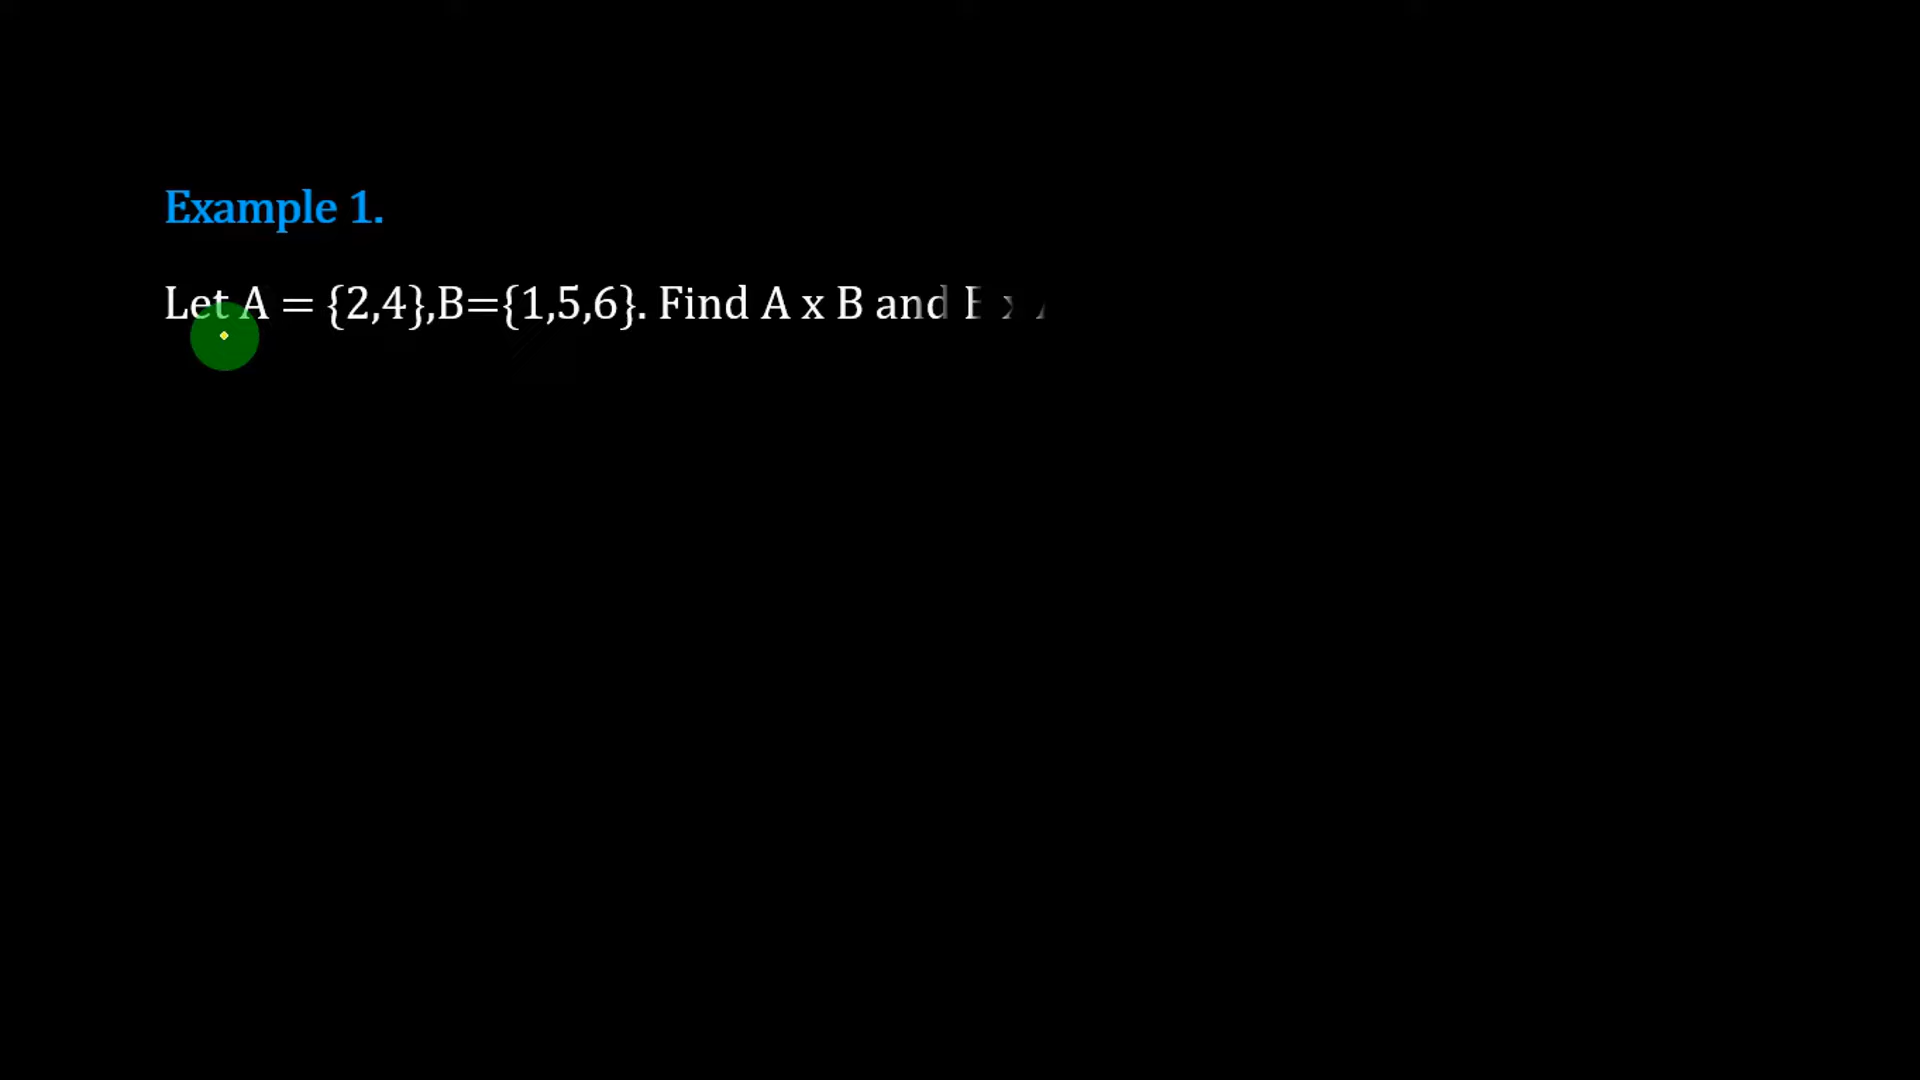 Example 1.
Let A = {2,4},B={1,5,6}. Find A x B and B x